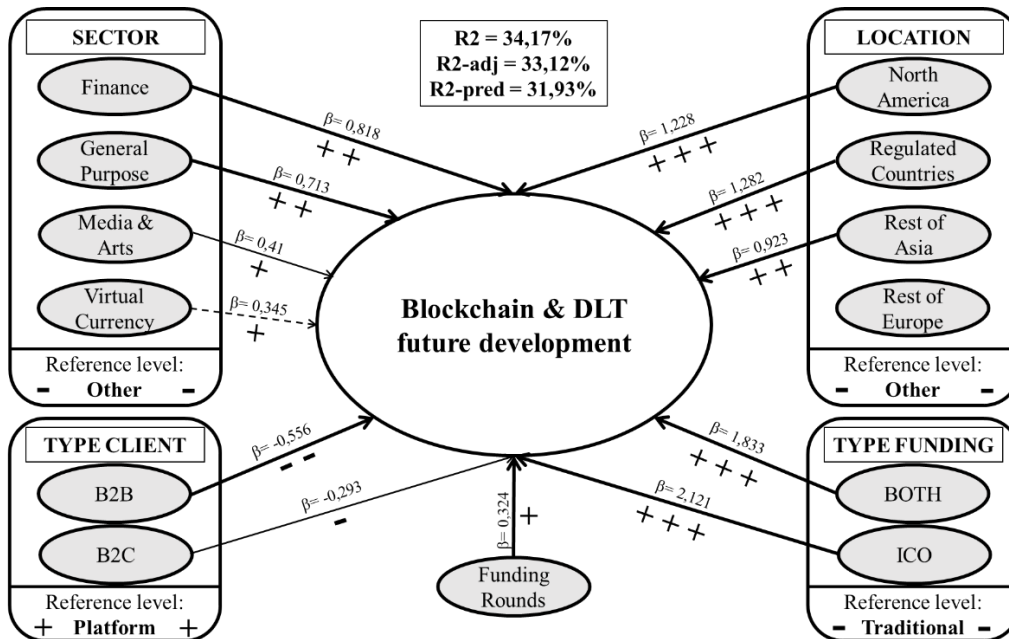 SECTOR
Finance
General
Purpose
Media &
Arts
Virtual
Currency
Reference level:
- Other -
β= 0,818
+ +
β= 0,713
+ +
β= 0,41
+
β= 0,345
+
R2 = 34,17%
R2-adj = 33,12%
R2-pred = 31,93%
LOCATION
North
America
Regulated
Countries
Rest of
Asia
Rest of
Europe
Reference level:
- Other -
β= 1,228
+ + +
β= 1,282
+ + +
β= 0,923
+ +
Blockchain & DLT
future development
TYPE CLIENT
B2B
B2C
Reference level:
+ Platform +
β= -0,556
- -
β= -0,293
-
β= 0,324
+
Funding
Rounds
TYPE FUNDING
BOTH
ICO
Reference level:
- Traditional -
β= 1,833
+ + +
β= 2,121
+ + +